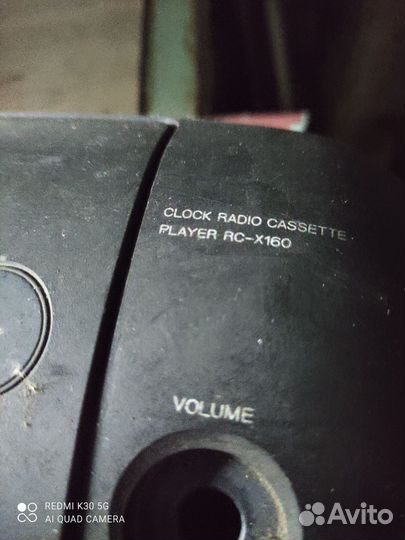 CLOCK RADIO CASSETTE
PLAYER RC-X160
VOLUME
REDMI K30 5G
AI QUAD CAMERA
Avito